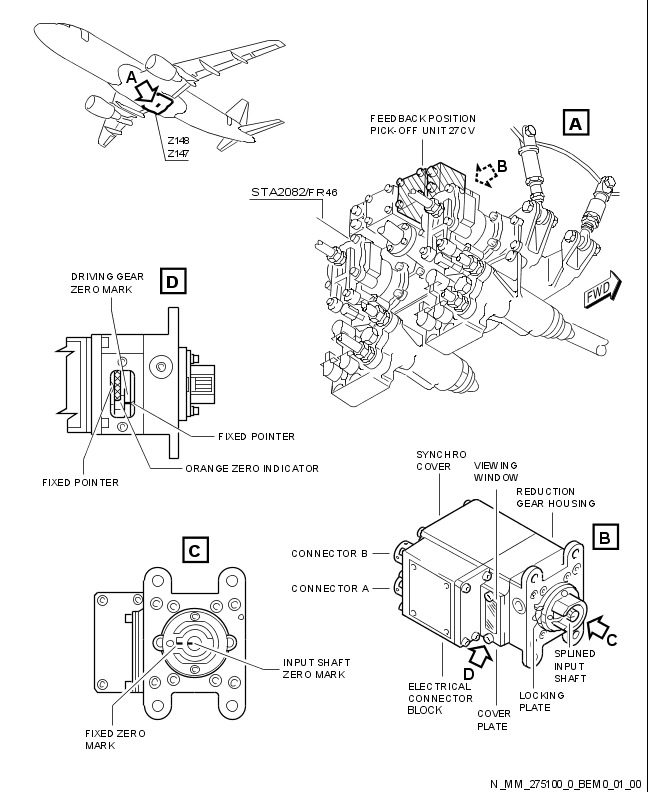 A
Z148
Z147
FEEDBACK POSITION
PICK-OFF UNIT 27CV
A
B
STA2082/FR46
FWD
DRIVING GEAR
ZERO MARK
D
FIXED POINTER
ORANGE ZERO INDICATOR
FIXED POINTER
SYNCHRO
COVER
VIEWING
WINDOW
REDUCTION
GEAR HOUSING
B
CONNECTOR B
CONNECTOR A
C
D
SPLINED
INPUT
SHAFT
LOCKING
PLATE
ELECTRICAL
CONNECTOR
BLOCK
COVER
PLATE
C
INPUT SHAFT
ZERO MARK
FIXED ZERO
MARK
N_MM_275100_0_BEM0_01_00